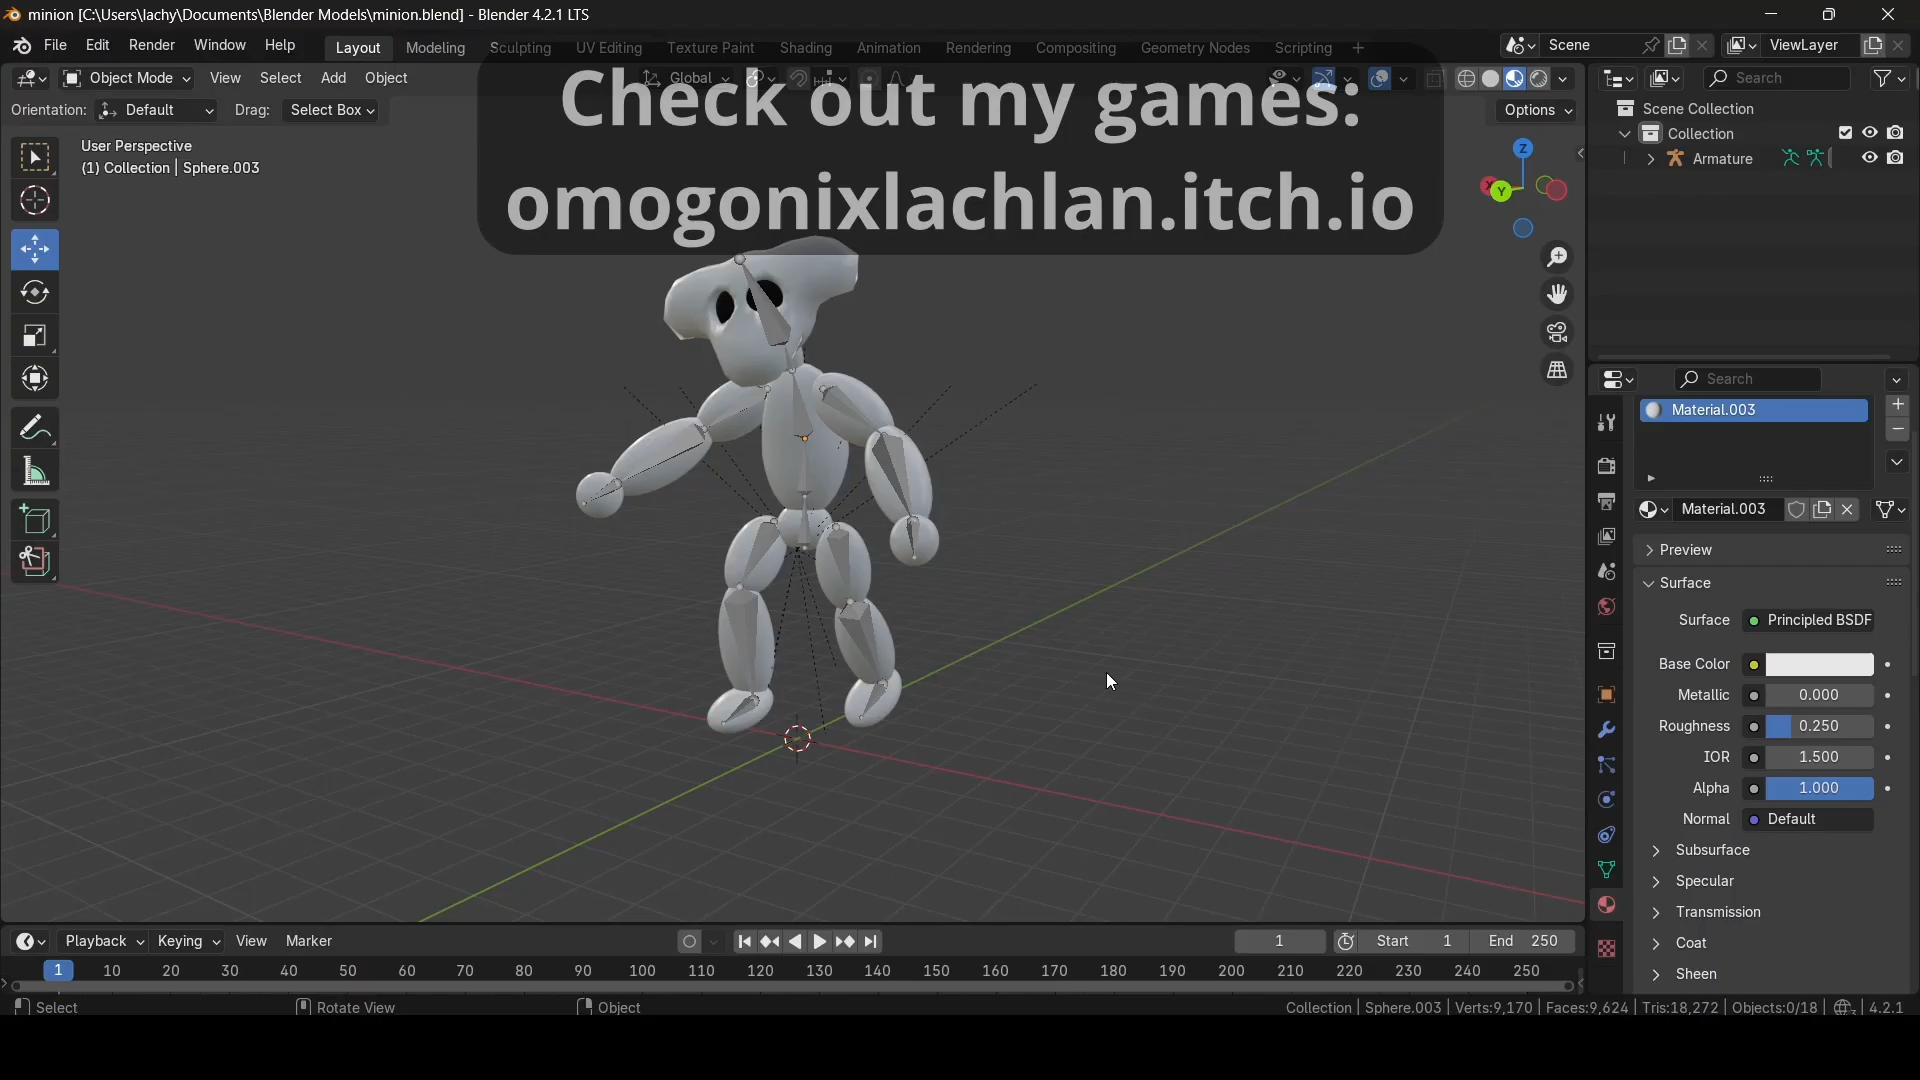 minion [C:\Users\lachy\Documents\Blender Models\minion.blend] - Blender 4.2.1 LTS
File Edit Render Window Help Layout Modeling Sculpting UV Editing Texture Paint Shading Animation Rendering Compositing Geometry Nodes Scripting + Scene ViewLayer
Object Mode View Select Add Object Global Search
Orientation: Default Drag: Select Box Options
Check out my games:
omogonixlachlan.itch.io
User Perspective
(1) Collection | Sphere.003
Z
X
Y
Scene Collection
Collection
Armature
Search
Material.003
Material.003
Preview
Surface
Surface Principled BSDF
Base Color
Metallic 0.000
Roughness 0.250
IOR 1.500
Alpha 1.000
Normal Default
Subsurface
Specular
Transmission
Coat
Sheen
Playback Keying View Marker 1 Start 1 End 250
1 10 20 30 40 50 60 70 80 90 100 110 120 130 140 150 160 170 180 190 200 210 220 230 240 250
Select Rotate View Object Collection | Sphere.003 | Verts:9,170 | Faces:9,624 | Tris:18,272 | Objects:0/18 | 4.2.1